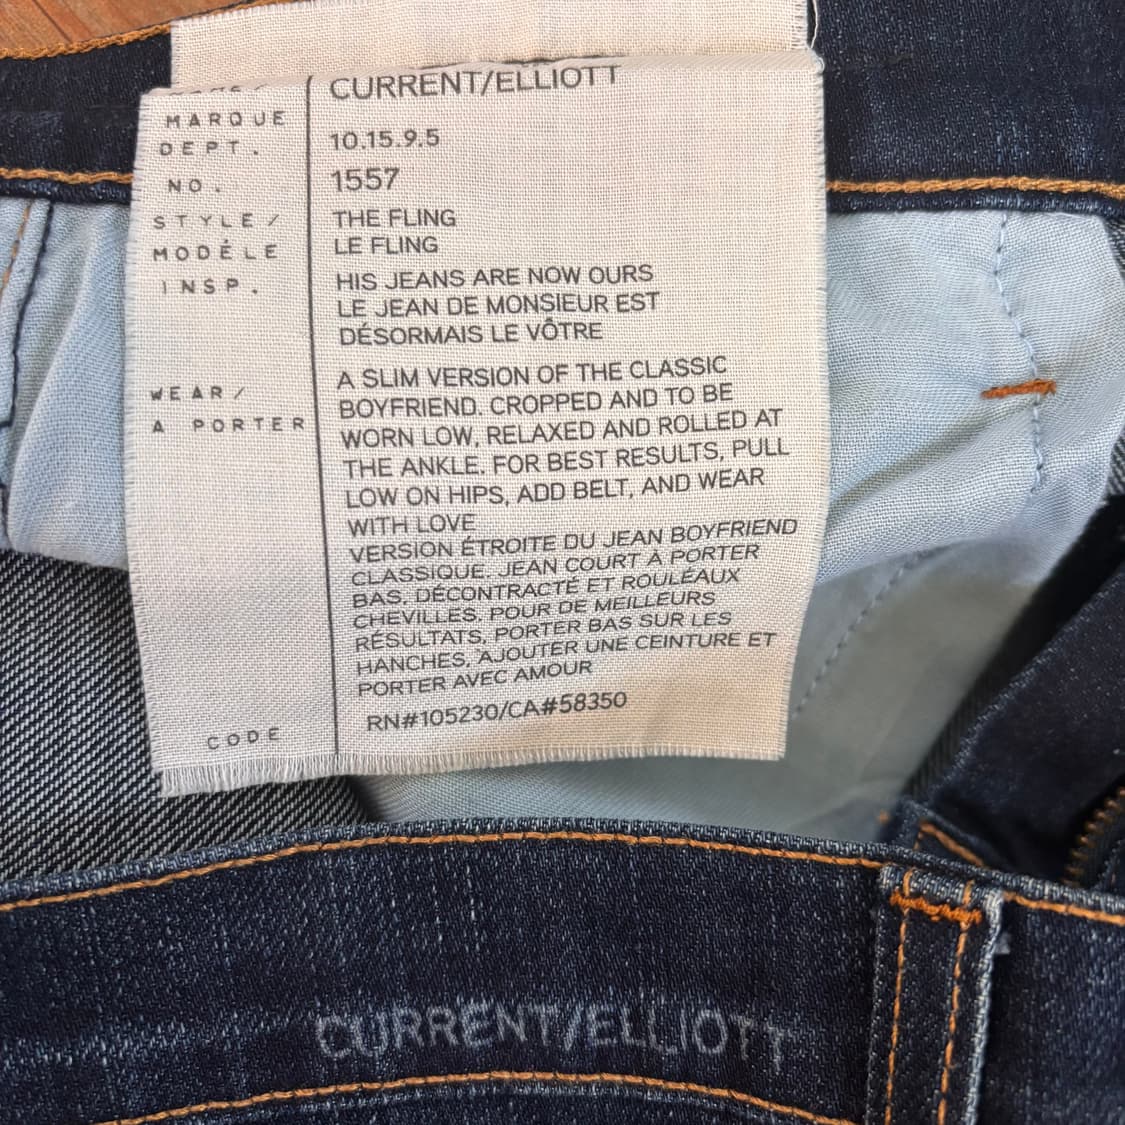 CURRENT/ELLIOTT
MARQUE
DEPT. 10.15.9.5
NO. 1557
STYLE/ THE FLING
MODÈLE LE FLING
INSP. HIS JEANS ARE NOW OURS
LE JEAN DE MONSIEUR EST
DÉSORMAIS LE VÔTRE
WEAR/ A SLIM VERSION OF THE CLASSIC
A PORTER BOYFRIEND. CROPPED AND TO BE
WORN LOW, RELAXED AND ROLLED AT
THE ANKLE. FOR BEST RESULTS, PULL
LOW ON HIPS, ADD BELT, AND WEAR
WITH LOVE
VERSION ÉTROITE DU JEAN BOYFRIEND
CLASSIQUE. JEAN COURT À PORTER
BAS, DÉCONTRACTÉ ET ROULÉAUX
CHEVILLES. POUR DE MEILLEURS
RÉSULTATS, PORTER BAS SUR LES
HANCHES, AJOUTER UNE CEINTURE ET
PORTER AVEC AMOUR
CODE RN#105230/CA#58350
CURRENT/ELLIOTT